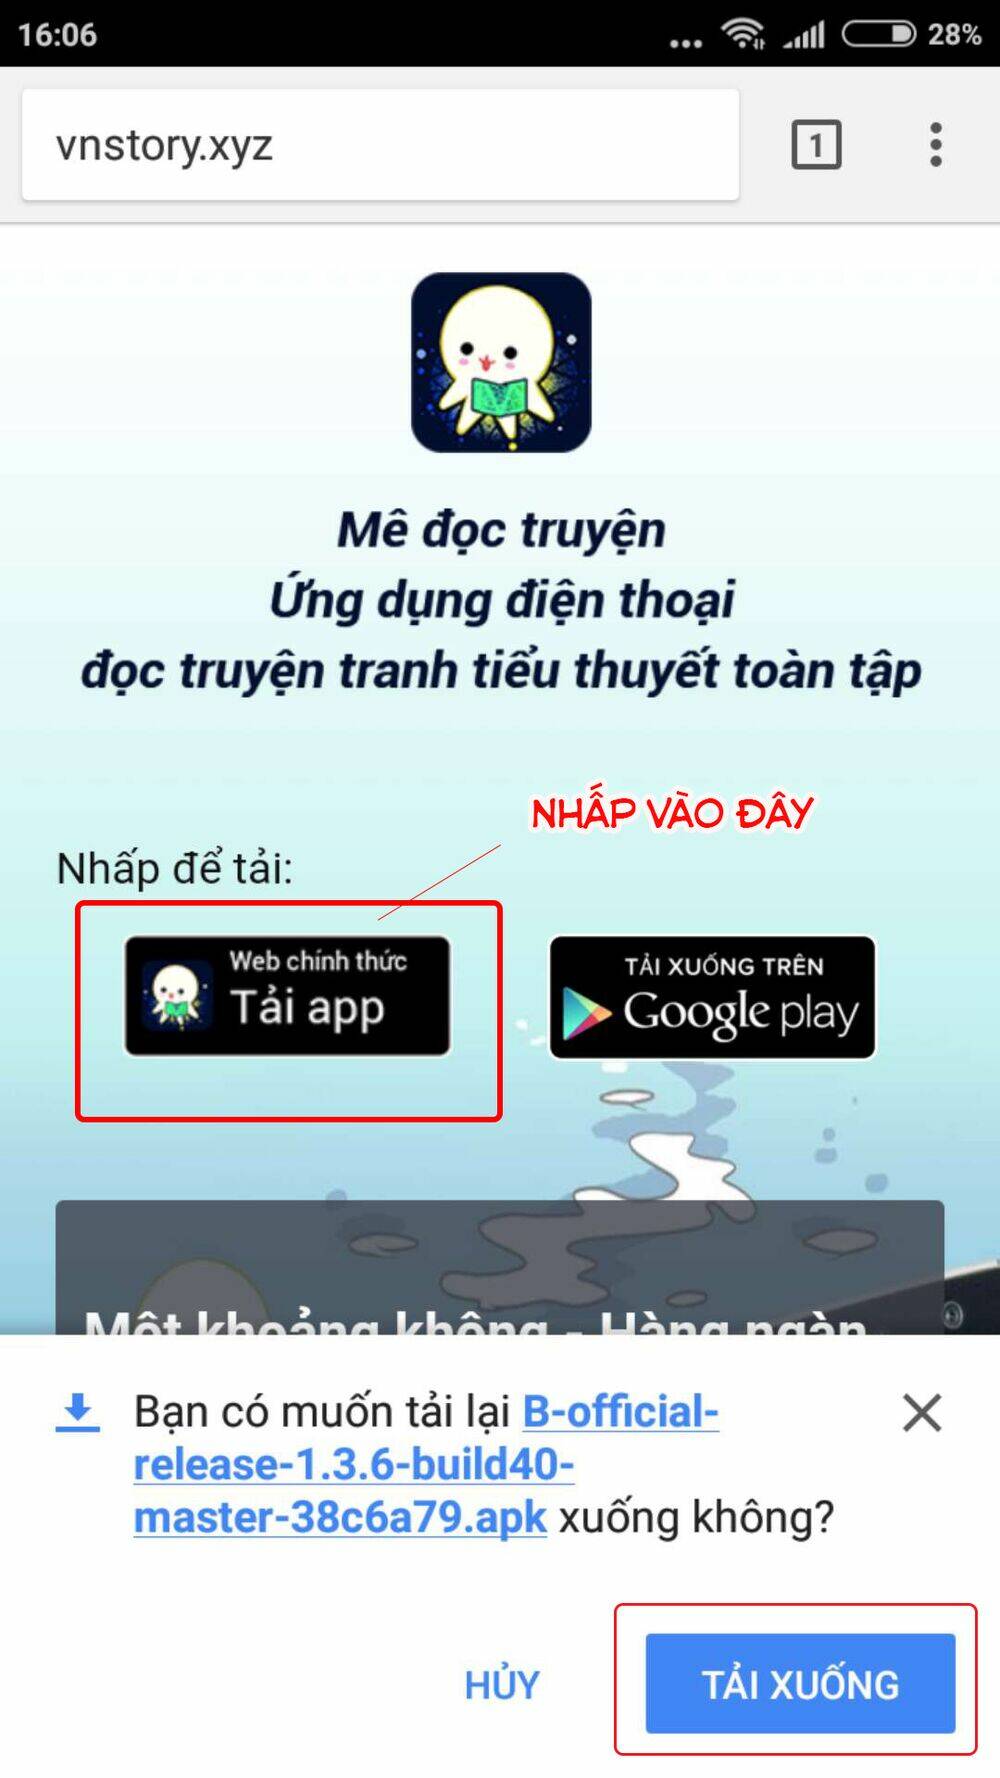 16:06
28%
vnstory.xyz
1
Mê đọc truyện
Ứng dụng điện thoại
đọc truyện tranh tiểu thuyết toàn tập
NHẤP VÀO ĐÂY
Nhấp để tải:
Web chính thức
Tải app
TẢI XUỐNG TRÊN
Google play
Một khoảng không - Hàng ngàn
Bạn có muốn tải lại B-official-
release-1.3.6-build40-
master-38c6a79.apk xuống không?
HỦY
TẢI XUỐNG